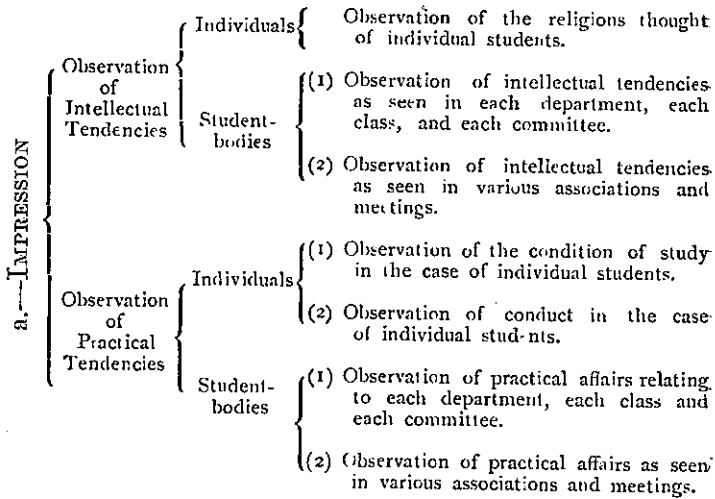 a.—IMPRESSION
Observation
of
Intellectual
Tendencies
Individuals
Observation of the religions thought
of individual students.
Student-
bodies
(1) Observation of intellectual tendencies
as seen in each department, each
class, and each committee.
(2) Observation of intellectual tendencies
as seen in various associations and
meetings.
Observation
of
Practical
Tendencies
Individuals
(1) Observation of the condition of study
in the case of individual students.
(2) Observation of conduct in the case
of individual students.
Student-
bodies
(1) Observation of practical affairs relating
to each department, each class and
each committee.
(2) Observation of practical affairs as seen
in various associations and meetings.